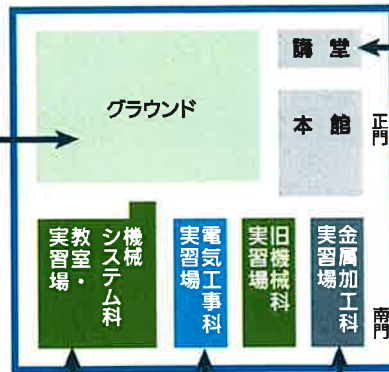 講堂
グラウンド
本館
正門
機械
システム科
教室・
実習場
電気工事科
実習場
旧機械科
実習場
金属加工科
実習場
南門